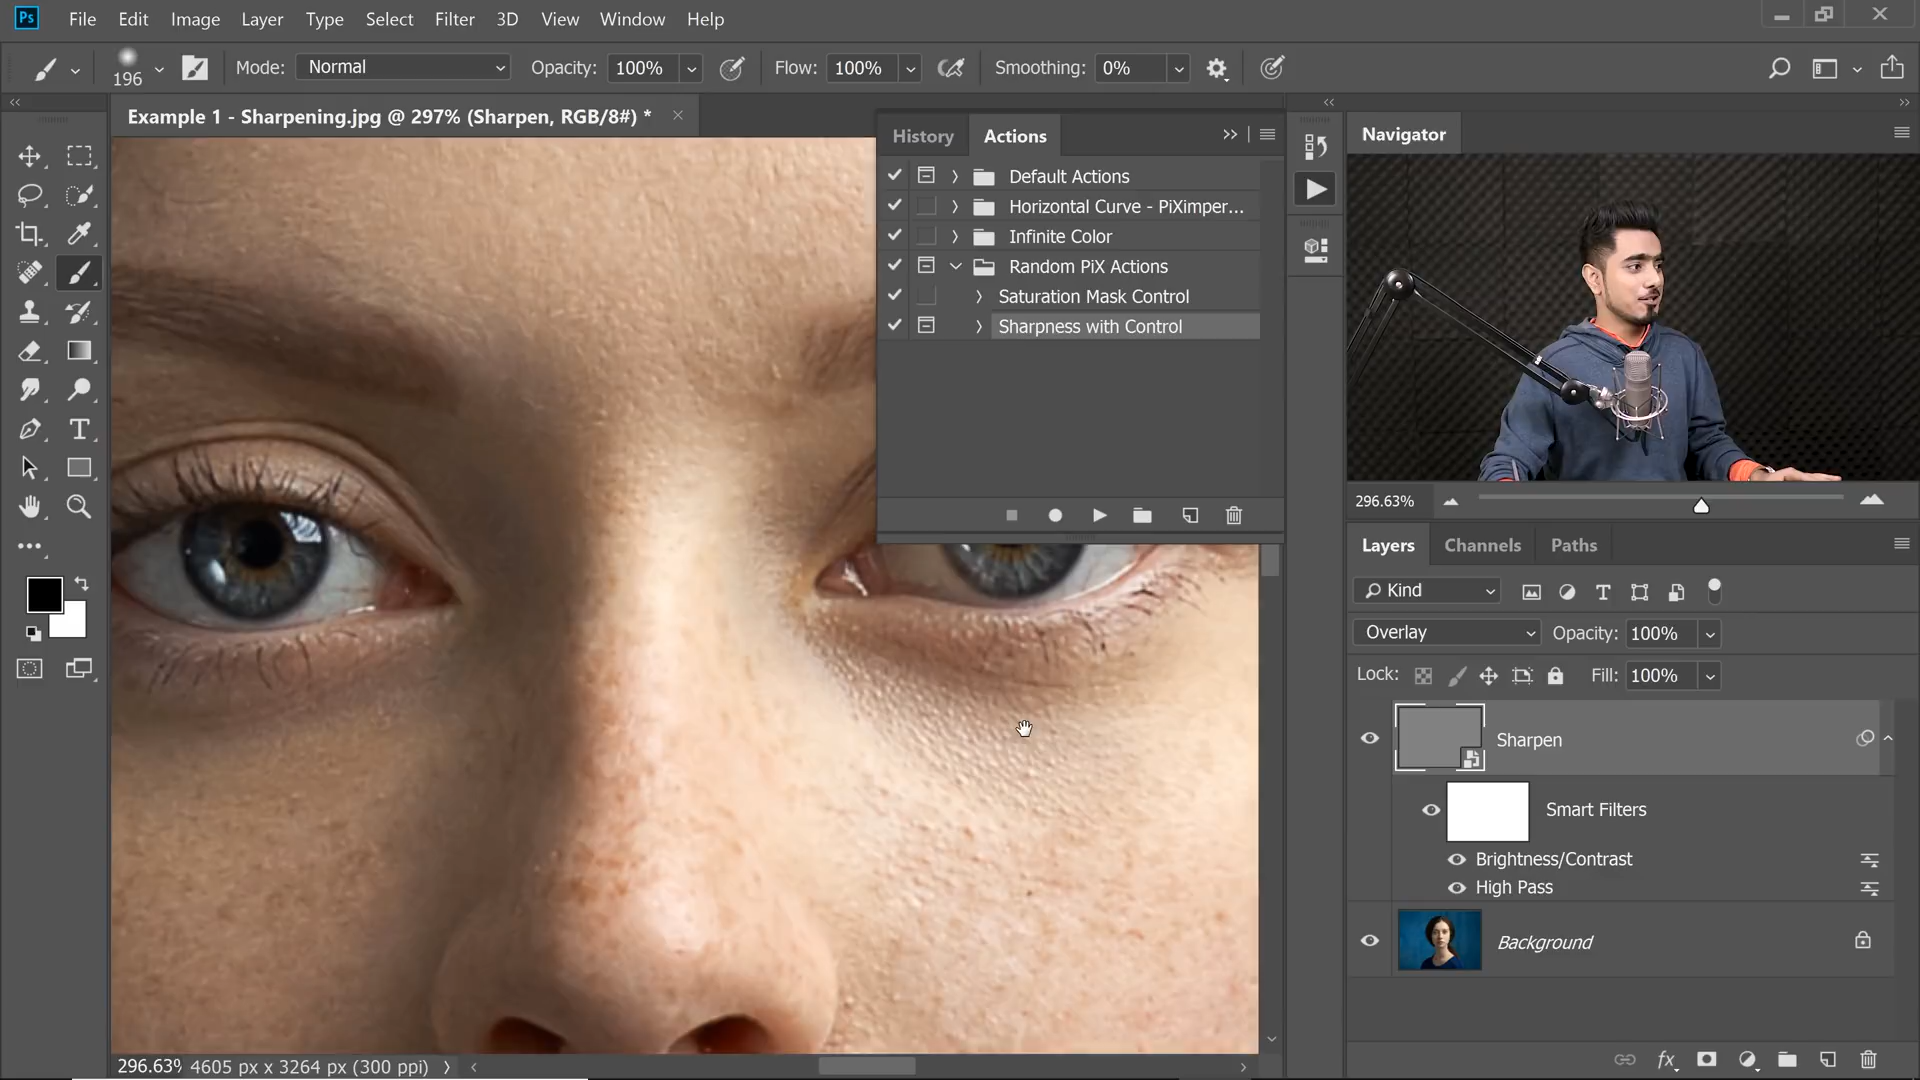 Ps File Edit Image Layer Type Select Filter 3D View Window Help
196 Mode: Normal Opacity: 100% Flow: 100% Smoothing: 0%
Example 1 - Sharpening.jpg @ 297% (Sharpen, RGB/8#) *
History Actions
Default Actions
Horizontal Curve - PiXimper...
Infinite Color
Random PiX Actions
Saturation Mask Control
Sharpness with Control
Navigator
296.63%
Layers Channels Paths
Kind
Overlay Opacity: 100%
Lock: Fill: 100%
Sharpen
Smart Filters
Brightness/Contrast
High Pass
Background
fx
296.63% 4605 px x 3264 px (300 ppi)